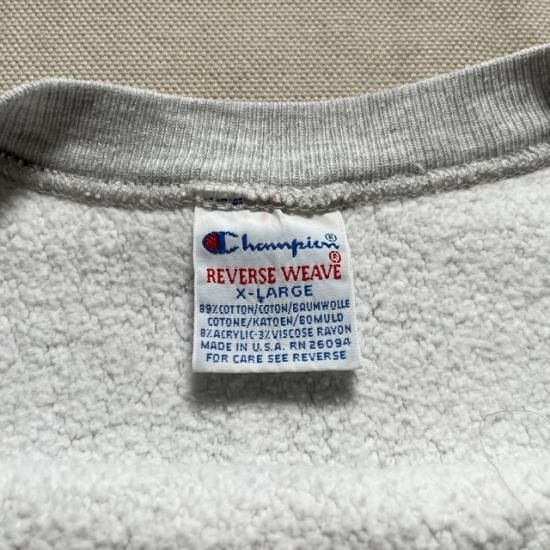 Champion®
REVERSE WEAVE®
X-LARGE
89% COTTON/COTON/BAUMWOLLE
COTONE/KATOEN/BOMULD
8% ACRYLIC·3% VISCOSE RAYON
MADE IN U.S.A. RN 26094
FOR CARE SEE REVERSE